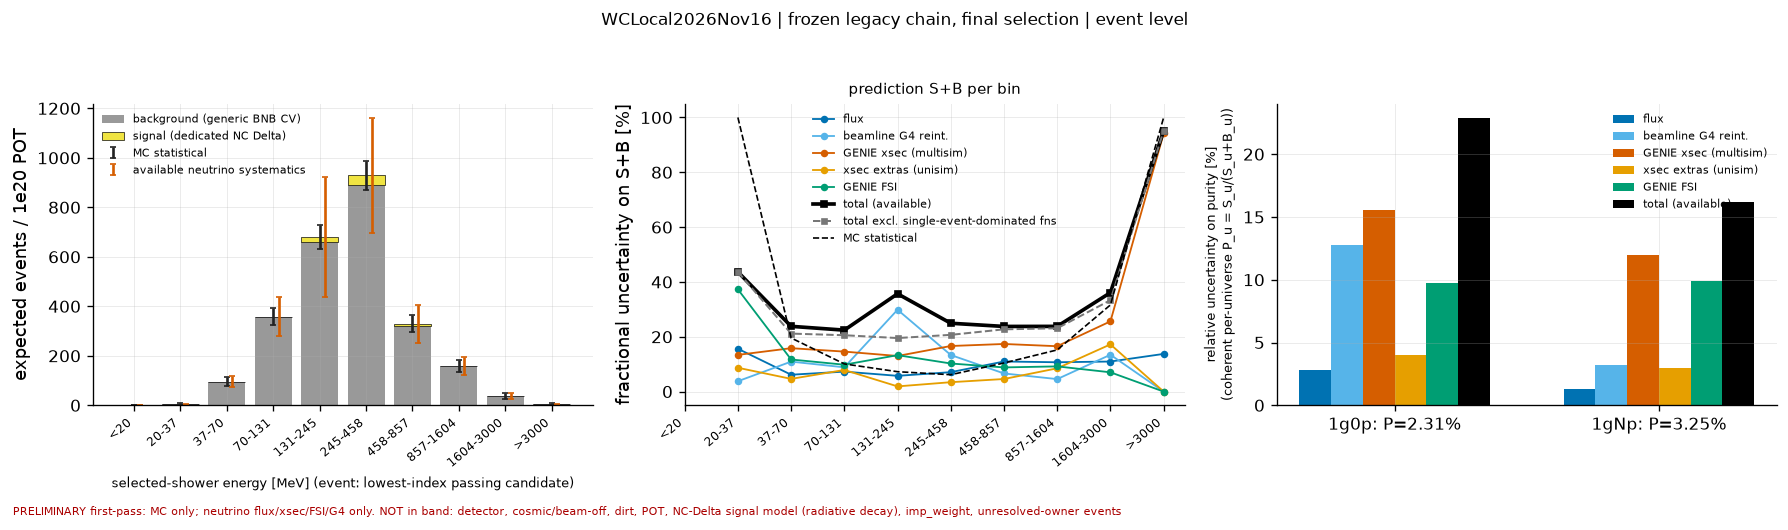 WCLocal2026Nov16 | frozen legacy chain, final selection | event level
expected events / 1e20 POT
1200
1000
800
600
400
200
0
background (generic BNB CV)
signal (dedicated NC Delta)
MC statistical
available neutrino systematics
<20
20-37
37-70
70-131
131-245
245-458
458-857
857-1604
1604-3000
>3000
selected-shower energy [MeV] (event: lowest-index passing candidate)
prediction S+B per bin
fractional uncertainty on S+B [%]
100
80
60
40
20
0
flux
beamline G4 reint.
GENIE xsec (multisim)
xsec extras (unisim)
GENIE FSI
total (available)
total excl. single-event-dominated fns
MC statistical
<20
20-37
37-70
70-131
131-245
245-458
458-857
857-1604
1604-3000
>3000
relative uncertainty on purity [%]
(coherent per-universe P_u = S_u/(S_u+B_u))
20
15
10
5
0
flux
beamline G4 reint.
GENIE xsec (multisim)
xsec extras (unisim)
GENIE FSI
total (available)
1g0p: P=2.31%
1gNp: P=3.25%
PRELIMINARY first-pass: MC only; neutrino flux/xsec/FSI/G4 only. NOT in band: detector, cosmic/beam-off, dirt, POT, NC-Delta signal model (radiative decay), imp_weight, unresolved-owner events